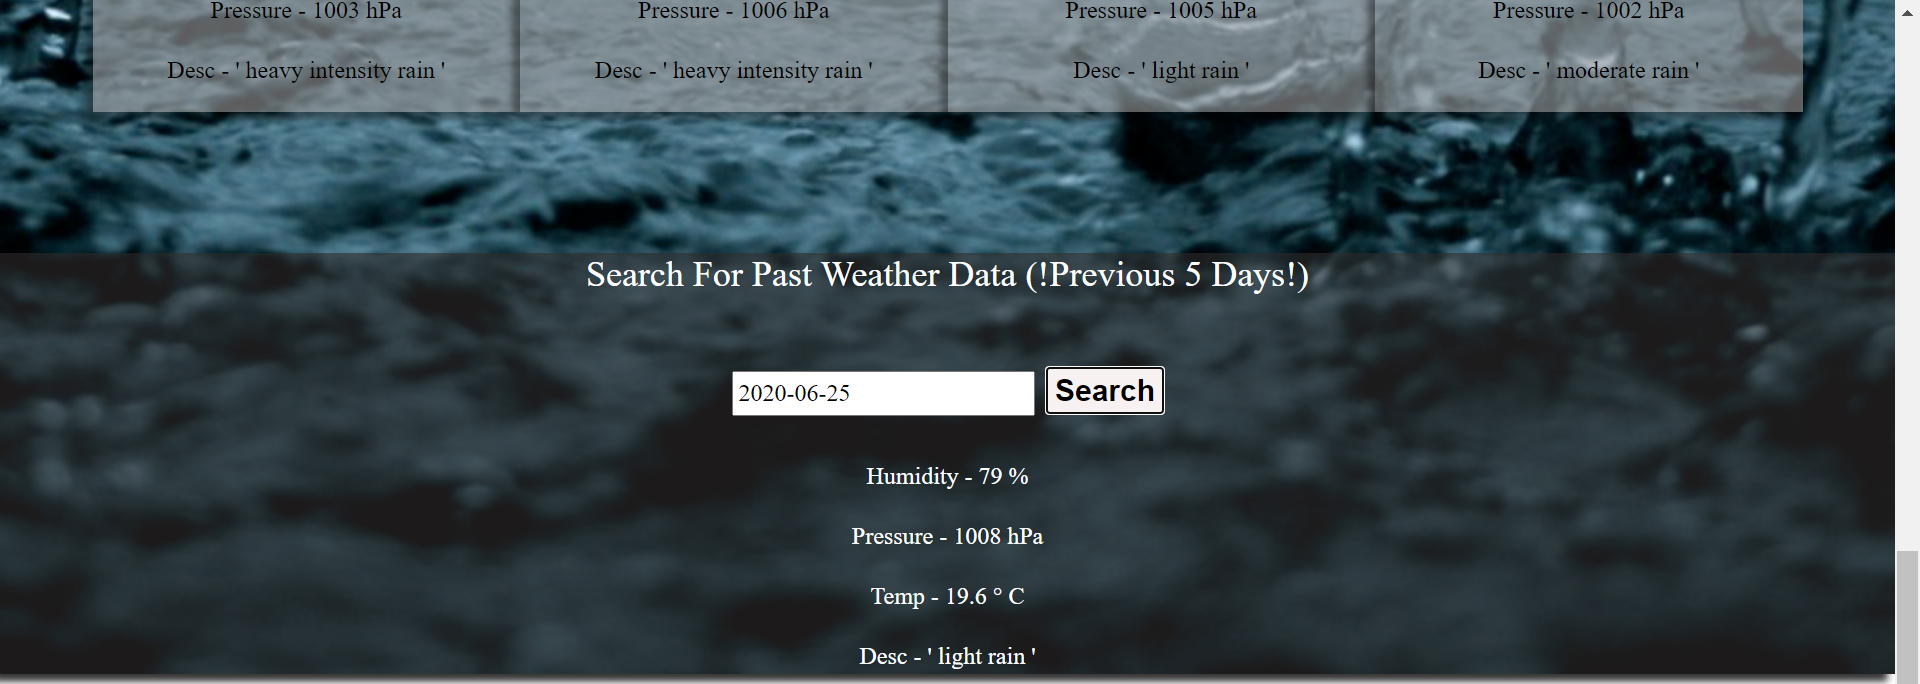 Pressure - 1003 hPa
Pressure - 1006 hPa
Pressure - 1005 hPa
Pressure - 1002 hPa
Desc - ' heavy intensity rain '
Desc - ' heavy intensity rain '
Desc - ' light rain '
Desc - ' moderate rain '
Search For Past Weather Data (!Previous 5 Days!)
2020-06-25
Search
Humidity - 79 %
Pressure - 1008 hPa
Temp - 19.6 ° C
Desc - ' light rain '